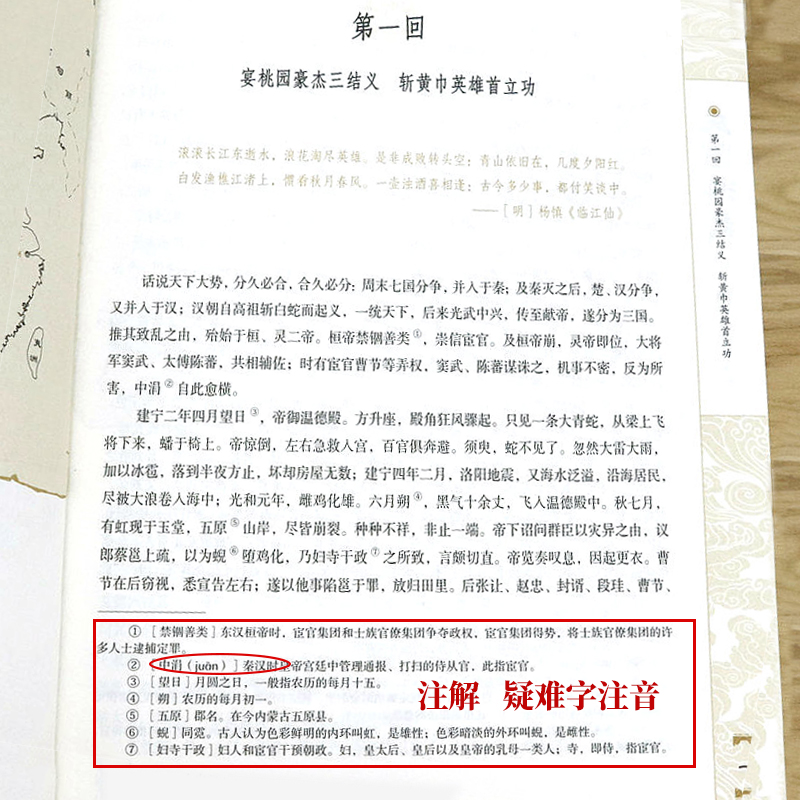 第一回
宴桃园豪杰三结义 斩黄巾英雄首立功
滚滚长江东逝水，浪花淘尽英雄。是非成败转头空；青山依旧在，几度夕阳红。
白发渔樵江渚上，惯看秋月春风。一壶浊酒喜相逢；古今多少事，都付笑谈中。
——［明］杨慎《临江仙》
话说天下大势，分久必合，合久必分：周末七国分争，并入于秦；及秦灭之后，楚、汉分争，
又并入于汉；汉朝自高祖斩白蛇而起义，一统天下，后来光武中兴，传至献帝，遂分为三国。
推其致乱之由，殆始于桓、灵二帝。桓帝禁锢善类①，崇信宦官。及桓帝崩，灵帝即位，大将
军窦武、太傅陈蕃，共相辅佐；时有宦官曹节等弄权，窦武、陈蕃谋诛之，机事不密，反为所
害，中涓②自此愈横。
建宁二年四月望日③，帝御温德殿。方升座，殿角狂风骤起。只见一条大青蛇，从梁上飞
将下来，蟠于椅上。帝惊倒，左右急救入宫，百官俱奔避。须臾，蛇不见了。忽然大雷大雨，
加以冰雹，落到半夜方止，坏却房屋无数；建宁四年二月，洛阳地震，又海水泛溢，沿海居民，
尽被大浪卷入海中；光和元年，雌鸡化雄。六月朔④，黑气十余丈，飞入温德殿中。秋七月，
有虹现于玉堂，五原⑤山岸，尽皆崩裂。种种不祥，非止一端。帝下诏问群臣以灾异之由，议
郎蔡邕上疏，以为蜺⑥堕鸡化，乃妇寺干政⑦之所致，言颇切直。帝览奏叹息，因起更衣。曹
节在后窃视，悉宣告左右；遂以他事陷邕于罪，放归田里。后张让、赵忠、封谞、段珪、曹节、
①［禁锢善类］东汉桓帝时，宦官集团和士族官僚集团争夺政权，宦官集团得势，将士族官僚集团的许
多人士逮捕定罪。
②［中涓（juān）］秦汉时皇帝宫廷中管理通报、打扫的侍从官，此指宦官。
③［望日］月圆之日，一般指农历的每月十五。
④［朔］农历的每月初一。
⑤［五原］郡名。在今内蒙古五原县。
⑥［蜺］同霓。古人认为色彩鲜明的内环叫虹，是雄性；色彩暗淡的外环叫蜺，是雌性。
⑦［妇寺干政］妇人和宦官干预朝政。妇，皇太后、皇后以及皇帝的乳母一类人；寺，即侍，指宦官。
注解 疑难字注音
第一回 宴桃园豪杰三结义 斩黄巾英雄首立功
一